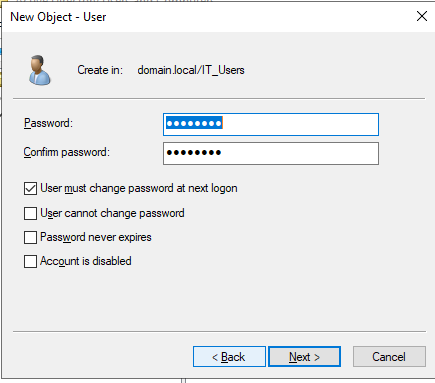 New Object - User
Create in: domain.local/IT_Users
Password: ●●●●●●●●
Confirm password: ●●●●●●●●
User must change password at next logon
User cannot change password
Password never expires
Account is disabled
< Back Next > Cancel